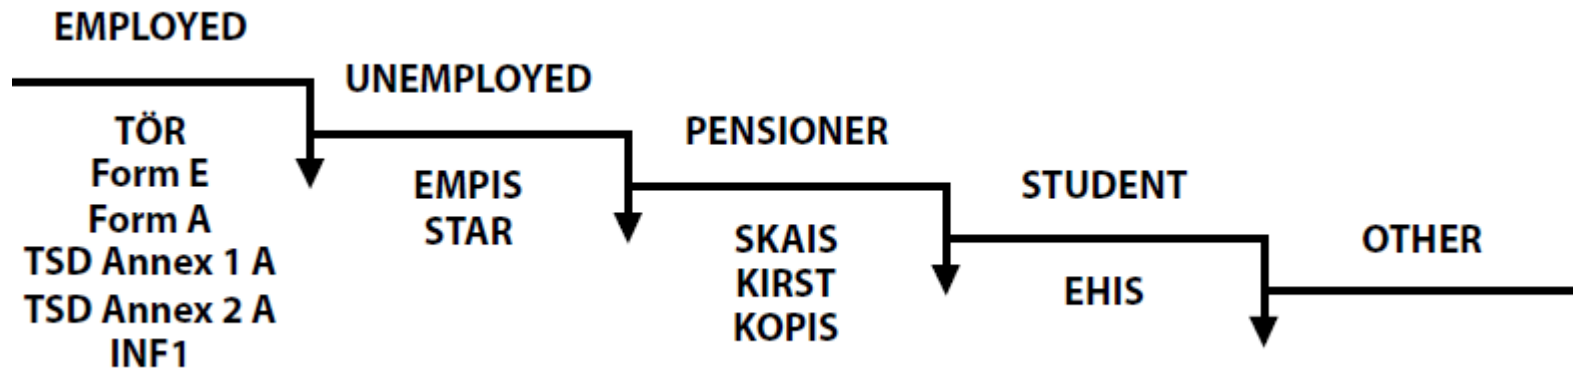 EMPLOYED
TÖR
Form E
Form A
TSD Annex 1 A
TSD Annex 2 A
INF1
UNEMPLOYED
EMPIS
STAR
PENSIONER
SKAIS
KIRST
KOPIS
STUDENT
EHIS
OTHER